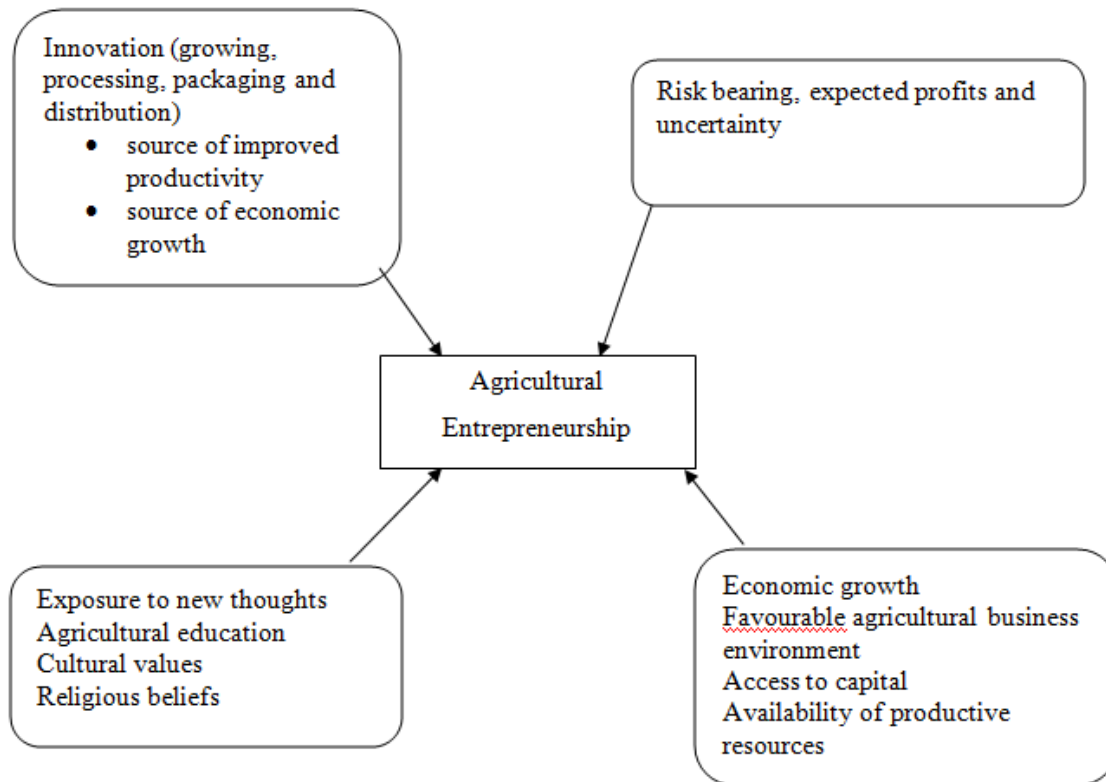 Innovation (growing,
processing, packaging and
distribution)
• source of improved
productivity
• source of economic
growth
Risk bearing, expected profits and
uncertainty
Agricultural
Entrepreneurship
Exposure to new thoughts
Agricultural education
Cultural values
Religious beliefs
Economic growth
Favourable agricultural business
environment
Access to capital
Availability of productive
resources